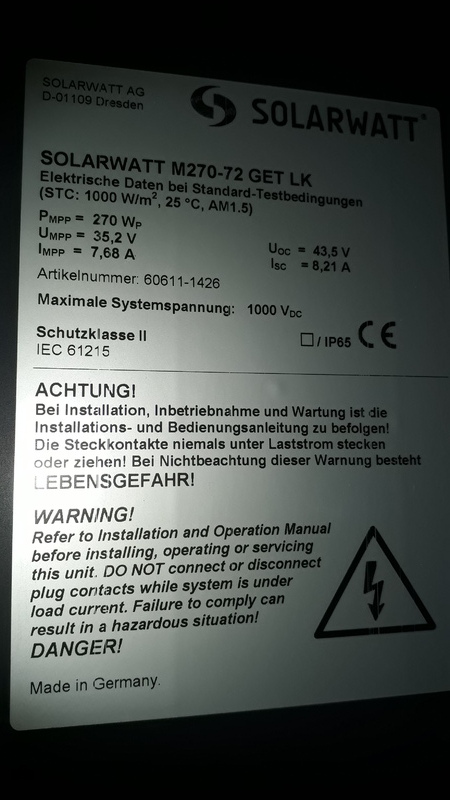 SOLARWATT AG
D-01109 Dresden
SOLARWATT®
SOLARWATT M270-72 GET LK
Elektrische Daten bei Standard-Testbedingungen
(STC: 1000 W/m², 25 °C, AM1.5)
PMPP = 270 WP
UMPP = 35,2 V
IMPP = 7,68 A
UOC = 43,5 V
ISC = 8,21 A
Artikelnummer: 60611-1426
Maximale Systemspannung: 1000 VDC
Schutzklasse II
IEC 61215
/ IP65 CE
ACHTUNG!
Bei Installation, Inbetriebnahme und Wartung ist die
Installations- und Bedienungsanleitung zu befolgen!
Die Steckkontakte niemals unter Laststrom stecken
oder ziehen! Bei Nichtbeachtung dieser Warnung besteht
LEBENSGEFAHR!
WARNING!
Refer to Installation and Operation Manual
before installing, operating or servicing
this unit. DO NOT connect or disconnect
plug contacts while system is under
load current. Failure to comply can
result in a hazardous situation!
DANGER!
Made in Germany.